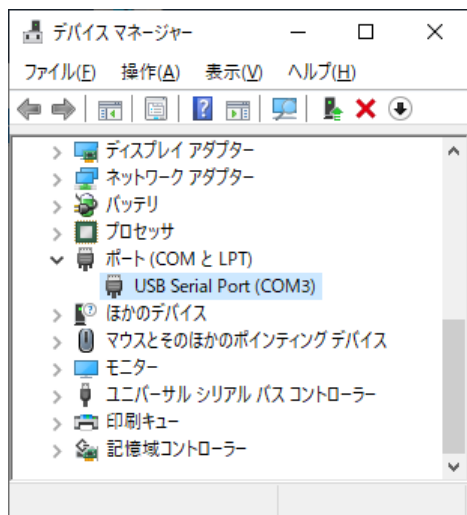 デバイス マネージャー
ファイル(F) 操作(A) 表示(V) ヘルプ(H)
ディスプレイ アダプター
ネットワーク アダプター
バッテリ
プロセッサ
ポート (COM と LPT)
USB Serial Port (COM3)
ほかのデバイス
マウスとそのほかのポインティング デバイス
モニター
ユニバーサル シリアル バス コントローラー
印刷キュー
記憶域コントローラー